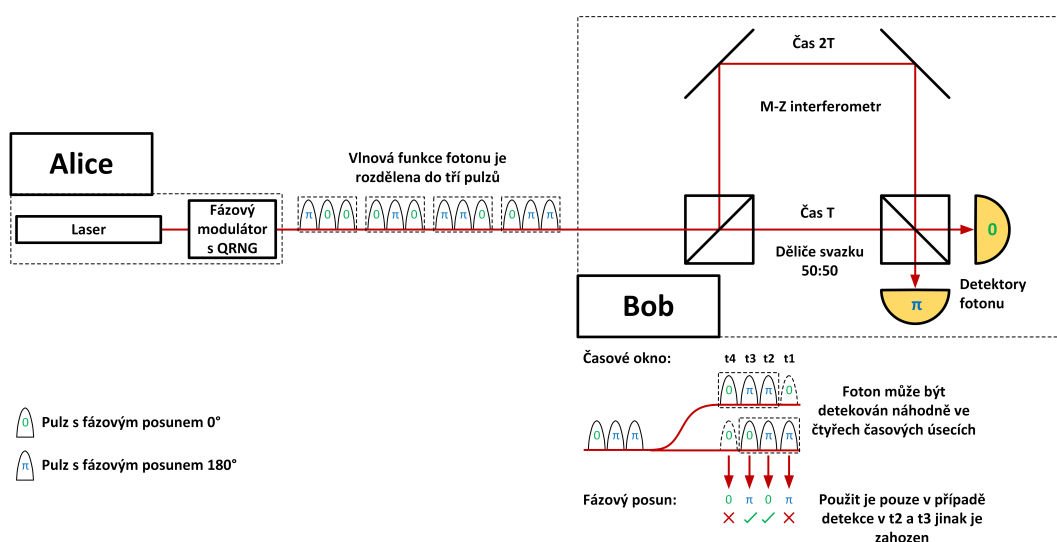 Čas 2T
M-Z interferometr
Alice
Vlnová funkce fotonu je
rozdělena do tří pulzů
Laser
Fázový
modulátor
s QRNG
π 0 0
0 π 0
π π 0
0 π π
Čas T
Děliče svazku
50:50
0
π
Detektory
fotonu
Bob
Časové okno:
t4 t3 t2 t1
0 π π 0
Foton může být
detekován náhodně ve
čtyřech časových úsecích
0 π π
0 0 π π
0 Pulz s fázovým posunem 0°
π Pulz s fázovým posunem 180°
Fázový posun:
0 π 0 π
Použit je pouze v případě
detekce v t2 a t3 jinak je
zahozen